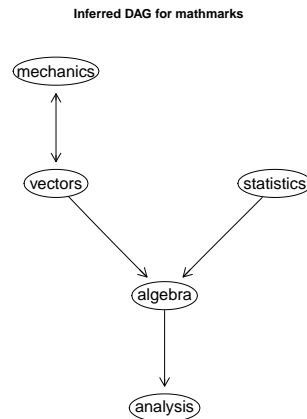 Inferred DAG for mathmarks
mechanics
vectors
statistics
algebra
analysis